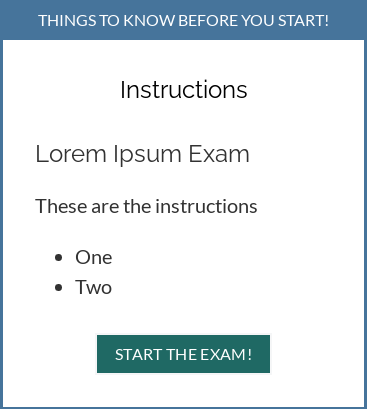 THINGS TO KNOW BEFORE YOU START!
Instructions
Lorem Ipsum Exam
These are the instructions
• One
• Two
START THE EXAM!